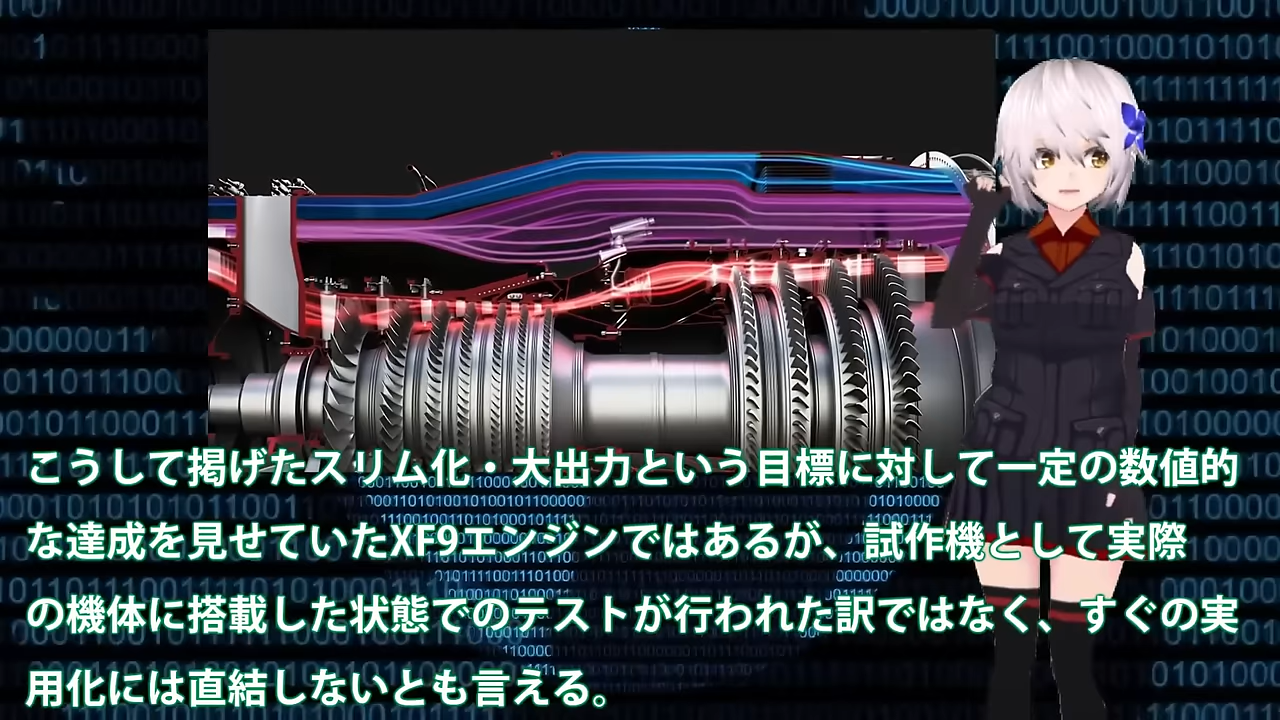 こうして掲げたスリム化・大出力という目標に対して一定の数値的
な達成を見せていたXF9エンジンではあるが、試作機として実際
の機体に搭載した状態でのテストが行われた訳ではなく、すぐの実
用化には直結しないとも言える。